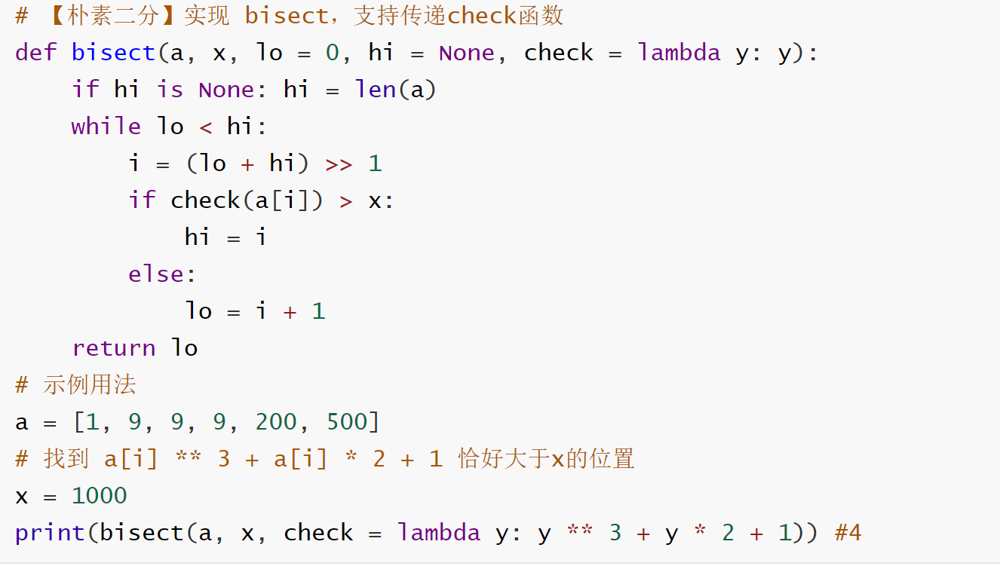 # 【朴素二分】实现 bisect，支持传递check函数
def bisect(a, x, lo = 0, hi = None, check = lambda y: y):
    if hi is None: hi = len(a)
    while lo < hi:
        i = (lo + hi) >> 1
        if check(a[i]) > x:
            hi = i
        else:
            lo = i + 1
    return lo
# 示例用法
a = [1, 9, 9, 9, 200, 500]
# 找到 a[i] ** 3 + a[i] * 2 + 1 恰好大于x的位置
x = 1000
print(bisect(a, x, check = lambda y: y ** 3 + y * 2 + 1)) #4